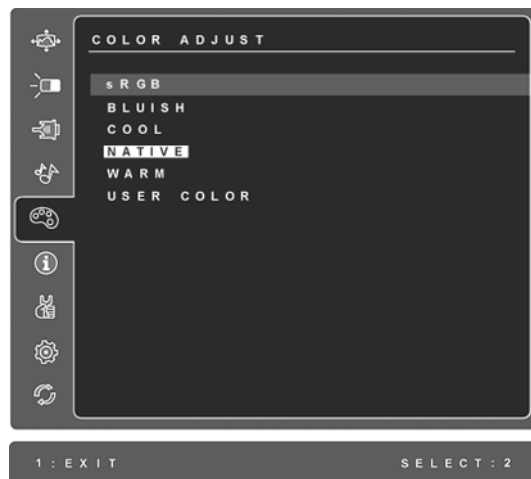 COLOR ADJUST
sRGB
BLUISH
COOL
NATIVE
WARM
USER COLOR
1:EXIT SELECT:2